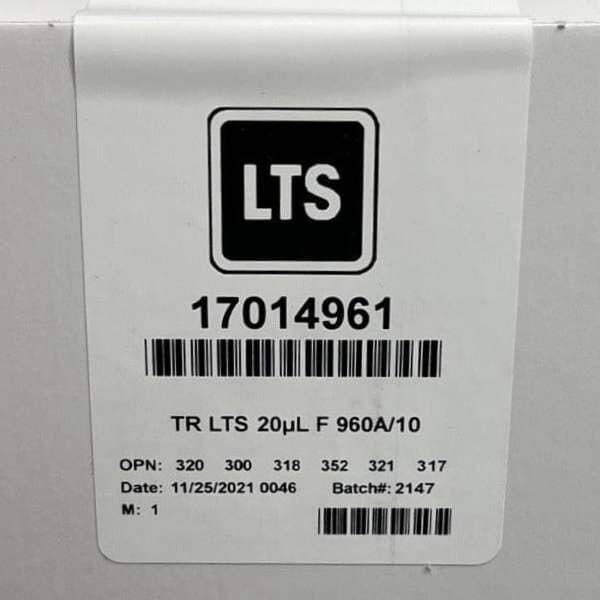 LTS
17014961
TR LTS 20µL F 960A/10
OPN: 320 300 318 352 321 317
Date: 11/25/2021 0046 Batch#: 2147
M: 1